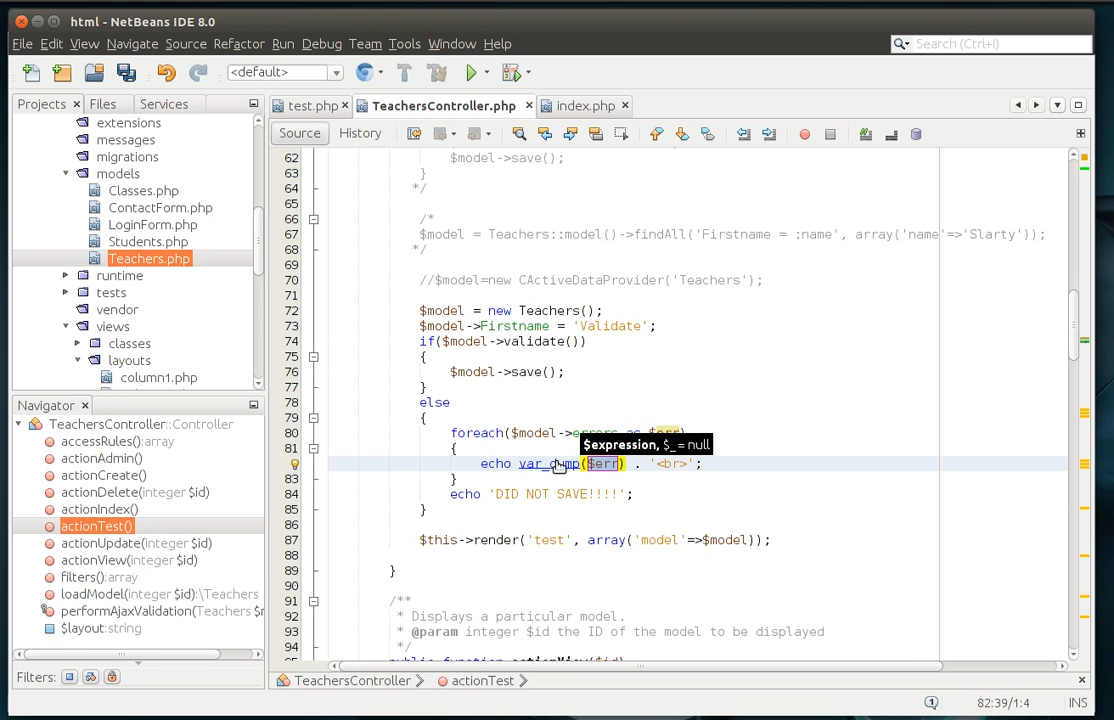 html - NetBeans IDE 8.0
File Edit View Navigate Source Refactor Run Debug Team Tools Window Help
Search (Ctrl+I)
<default>
Projects Files Services
extensions
messages
migrations
models
Classes.php
ContactForm.php
LoginForm.php
Students.php
Teachers.php
runtime
tests
vendor
views
classes
layouts
column1.php
Navigator
TeachersController::Controller
accessRules():array
actionAdmin()
actionCreate()
actionDelete(integer $id)
actionIndex()
actionTest()
actionUpdate(integer $id)
actionView(integer $id)
filters():array
loadModel(integer $id):\Teachers
performAjaxValidation(Teachers $r
$layout:string
Filters:
test.php TeachersController.php index.php
Source History
62 $model->save();
63 }
64 */
65
66 /*
67 $model = Teachers::model()->findAll('Firstname = :name', array('name'=>'Slarty'));
68 */
69
70 //$model=new CActiveDataProvider('Teachers');
71
72 $model = new Teachers();
73 $model->Firstname = 'Validate';
74 if($model->validate())
75 {
76 $model->save();
77 }
78 else
79 {
80 foreach($model->errors as $err)
81 {
$expression, $_= null
echo var_dump($err) . '<br>';
83 }
84 echo 'DID NOT SAVE!!!!';
85 }
86
87 $this->render('test', array('model'=>$model));
88
89 }
90
91 /**
92 * Displays a particular model.
93 * @param integer $id the ID of the model to be displayed
94 */
TeachersController actionTest
1
82:39/1:4 INS